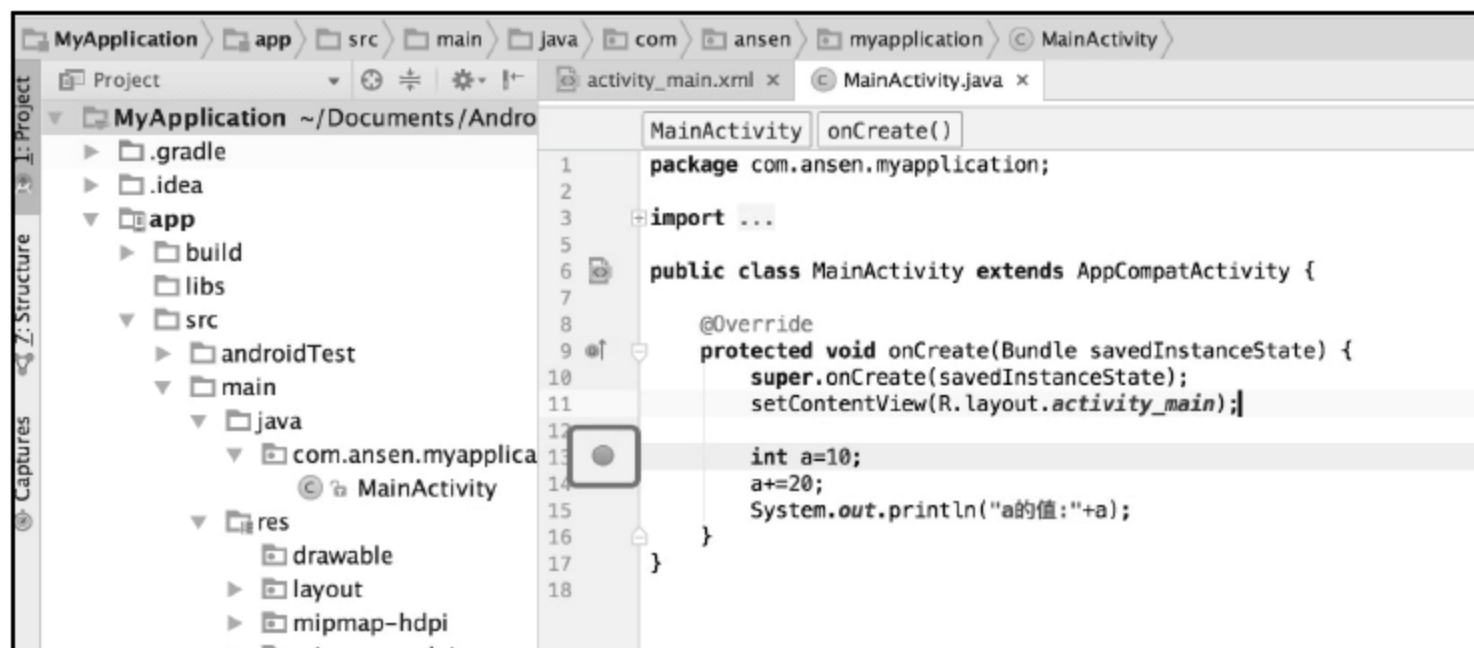 MyApplication app src main java com ansen myapplication MainActivity
Project
activity_main.xml × MainActivity.java ×
1: Project
7: Structure
Captures
MyApplication ~/Documents/Andro
.gradle
.idea
app
build
libs
src
androidTest
main
java
com.ansen.myapplica
MainActivity
res
drawable
layout
mipmap-hdpi
MainActivity onCreate()
1 package com.ansen.myapplication;
2
3 import ...
5
6 public class MainActivity extends AppCompatActivity {
7
8 @Override
9 protected void onCreate(Bundle savedInstanceState) {
10 super.onCreate(savedInstanceState);
11 setContentView(R.layout.activity_main);
12
13 int a=10;
14 a+=20;
15 System.out.println("a的值:"+a);
16 }
17 }
18